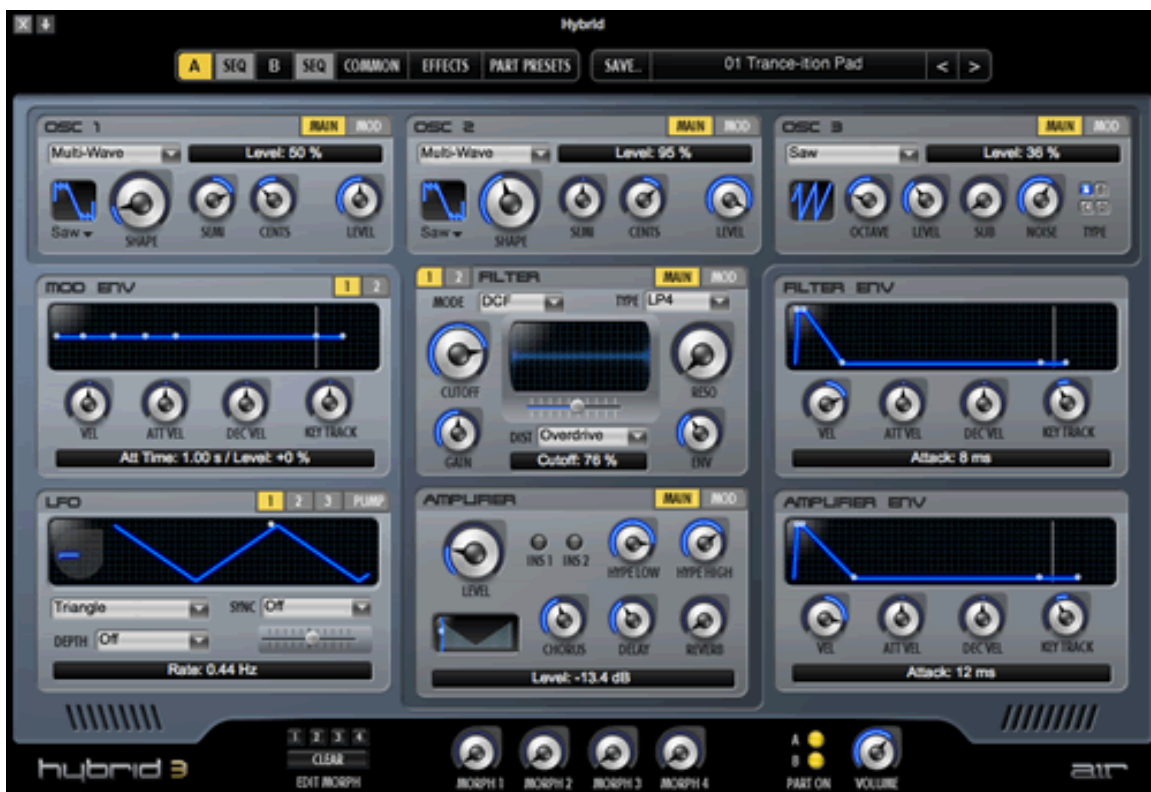 Hybrid
A SEQ B SEQ COMMON EFFECTS PART PRESETS SAVE... 01 Trance-ition Pad < >
OSC 1 MAIN MOD
Multi-Wave Level: 50 %
Saw SHAPE SEMI CENTS LEVEL
OSC 2 MAIN MOD
Multi-Wave Level: 95 %
Saw SHAPE SEMI CENTS LEVEL
OSC 3 MAIN MOD
Saw Level: 36 %
OCTAVE LEVEL SUB NOISE TYPE
MOD ENV 1 2
VEL ATT VEL DEC VEL KEY TRACK
Att Time: 1.00 s / Level: +0 %
1 2 FILTER MAIN MOD
MODE DCF TYPE LP4
CUTOFF RESO
DIST Overdrive
GAIN Cutoff: 76 % ENV
FILTER ENV
VEL ATT VEL DEC VEL KEY TRACK
Attack: 8 ms
LFO 1 2 3 PUMP
Triangle SYNC Off
DEPTH Off
Rate: 0.44 Hz
AMPLIFIER MAIN MOD
LEVEL INS 1 INS 2 HYPE LOW HYPE HIGH
CHORUS DELAY REVERB
Level: -13.4 dB
AMPLIFIER ENV
VEL ATT VEL DEC VEL KEY TRACK
Attack: 12 ms
1 2 3 4
CLEAR
EDIT MORPH
MORPH 1 MORPH 2 MORPH 3 MORPH 4
A
B
PART ON VOLUME
hybrid 3
air